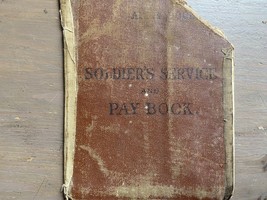 SOLDIER'S SERVICE
AND
PAY BOOK